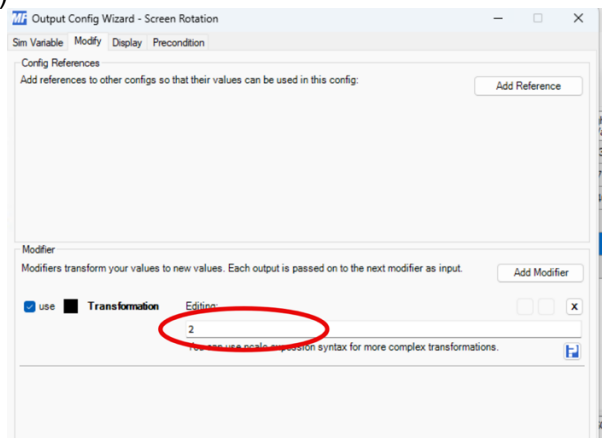 )
MF Output Config Wizard - Screen Rotation
Sim Variable Modify Display Precondition
Config References
Add references to other configs so that their values can be used in this config:
Add Reference
Modifier
Modifiers transform your values to new values. Each output is passed on to the next modifier as input.
Add Modifier
use Transformation Editing: x
2
You can use ncalc expression syntax for more complex transformations.